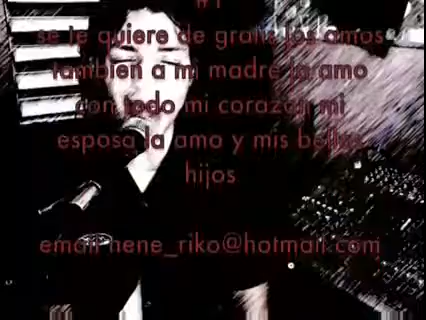 #1
se le quiere de gratis los amos
tambien a mi madre la amo
con todo mi corazon mi
esposa la amo y mis bellos
hijos
email nene_riko@hotmail.com